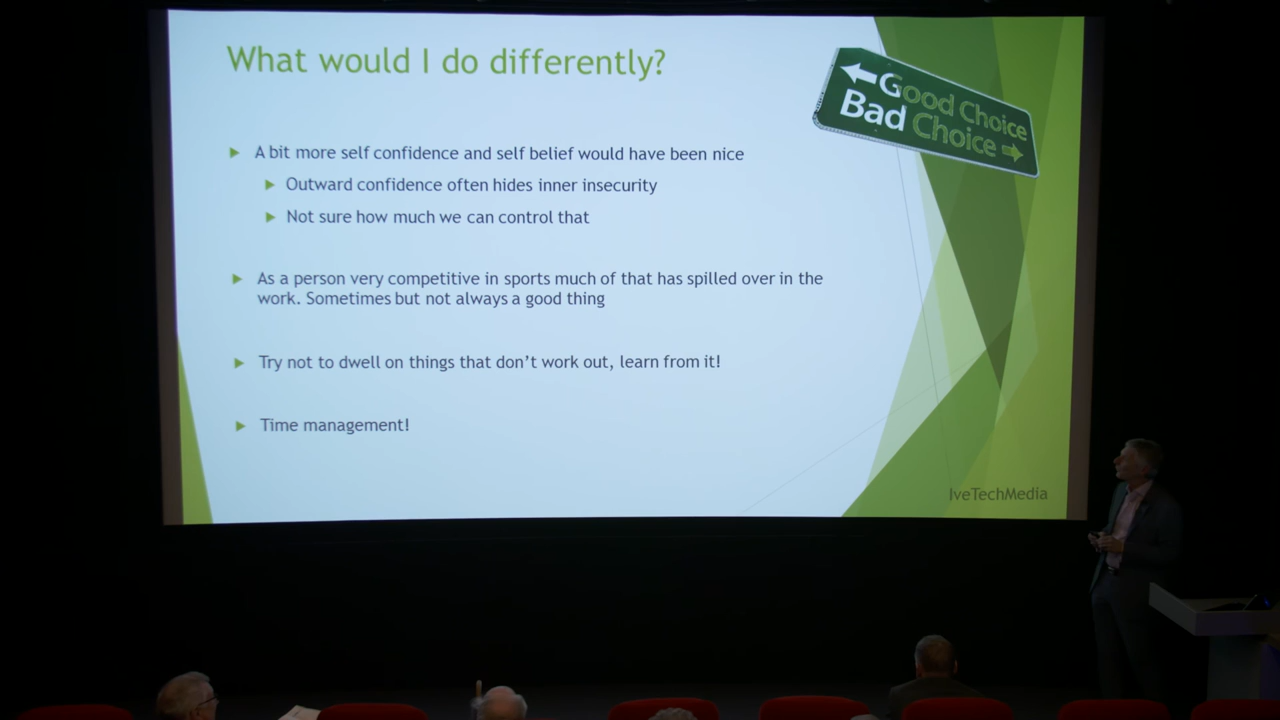 What would I do differently?
Good Choice
Bad Choice
A bit more self confidence and self belief would have been nice
Outward confidence often hides inner insecurity
Not sure how much we can control that
As a person very competitive in sports much of that has spilled over in the
work. Sometimes but not always a good thing
Try not to dwell on things that don't work out, learn from it!
Time management!
IveTechMedia